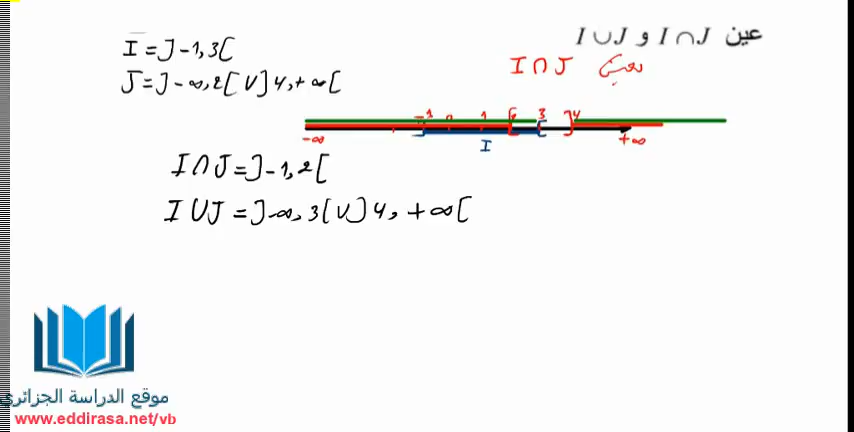 عين I ∩ J و I ∪ J
I = ]-1, 3[
J = ]-∞, 2[ ∪ ]4, +∞[
I ∩ J
-1 0 1 2 3 4
-∞ I +∞
I ∩ J = ]-1, 2[
I ∪ J = ]-∞, 3[ ∪ ]4, +∞[
موقع الدراسة الجزائري
www.eddirasa.net/vb